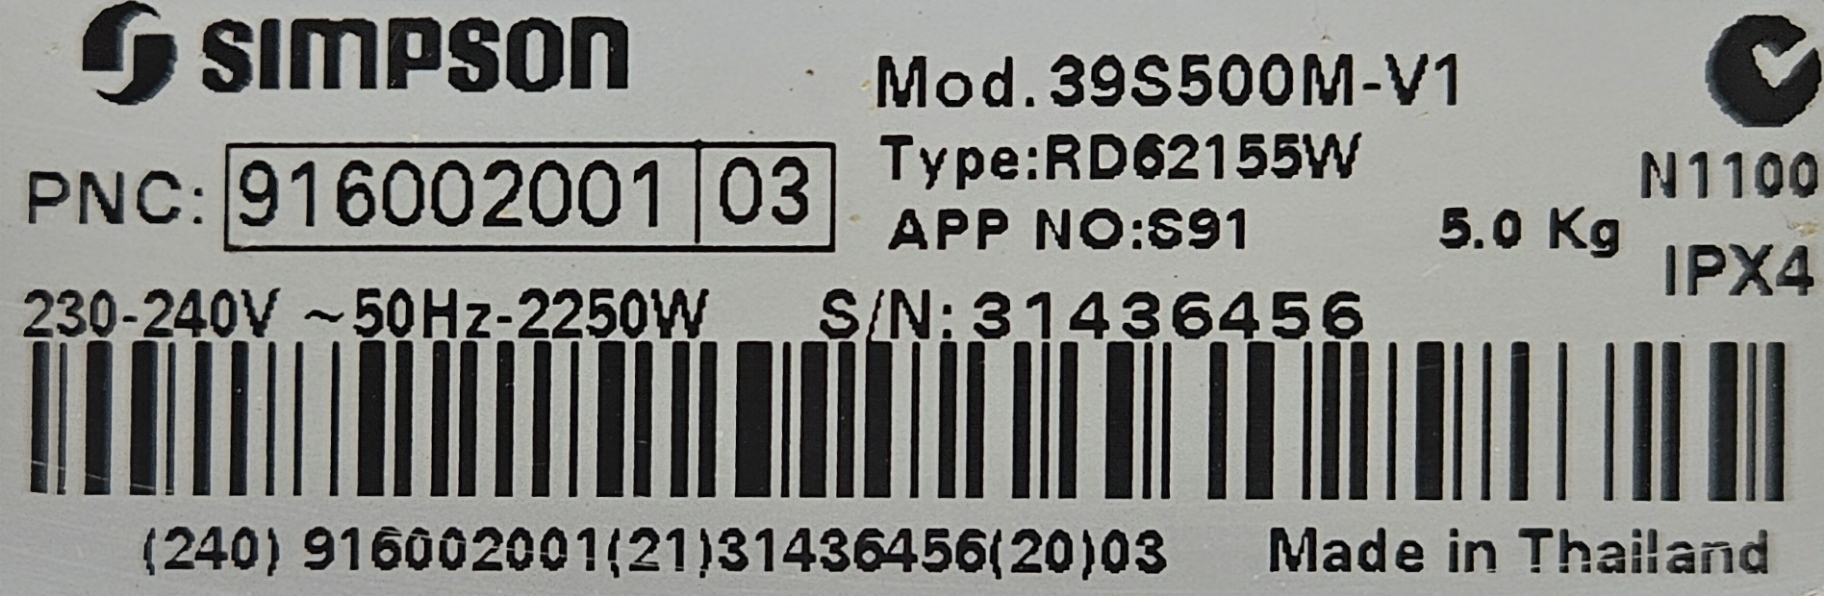 SIMPSON
Mod.39S500M-V1
PNC: 916002001 03
Type:RD62155W
N1100
APP NO:S91 5.0 Kg
IPX4
230-240V ~50Hz-2250W S/N: 31436456
(240) 916002001(21)31436456(20)03 Made in Thailand